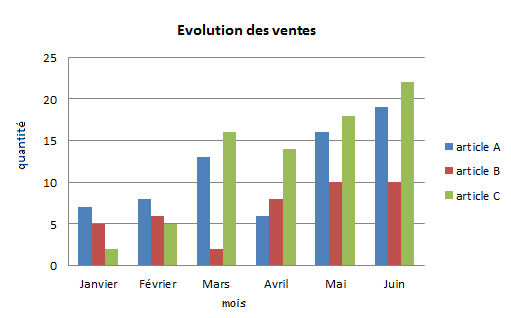 Evolution des ventes
25
20
15
10
5
0
quantité
Janvier Février Mars Avril Mai Juin
mois
article A
article B
article C